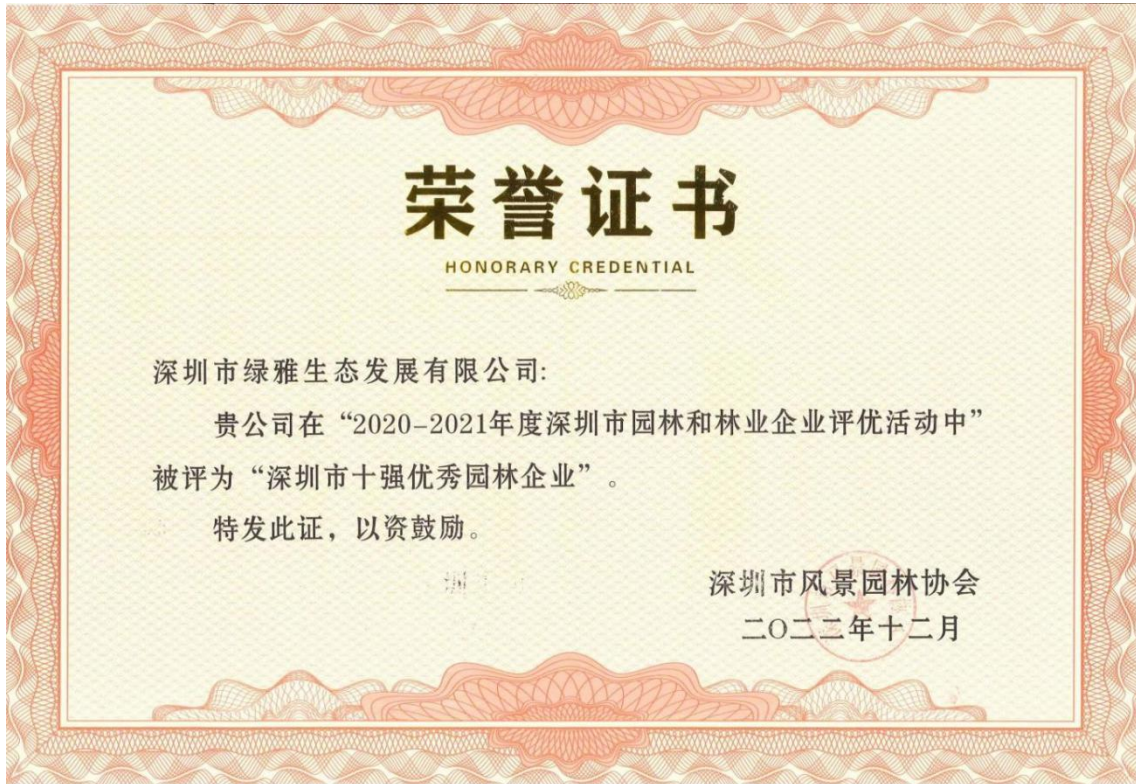 荣誉证书
HONORARY CREDENTIAL
深圳市绿雅生态发展有限公司:
贵公司在“2020-2021年度深圳市园林和林业企业评优活动中”
被评为“深圳市十强优秀园林企业”。
特发此证，以资鼓励。
深圳市风景园林协会
二〇二二年十二月